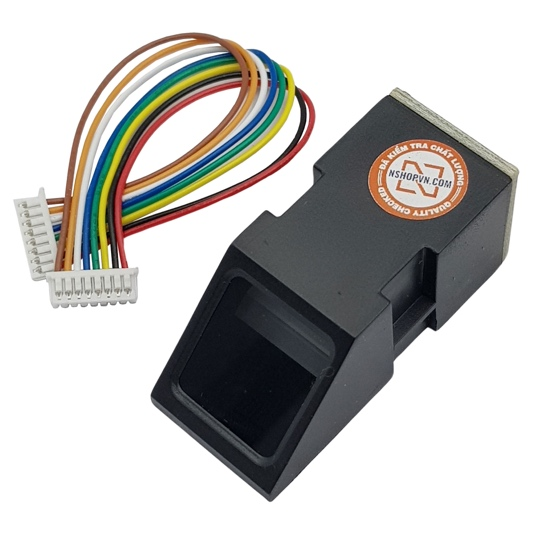 ĐÃ KIỂM TRA CHẤT LƯỢNG
NSHOPVN.COM
QUALITY CHECKED